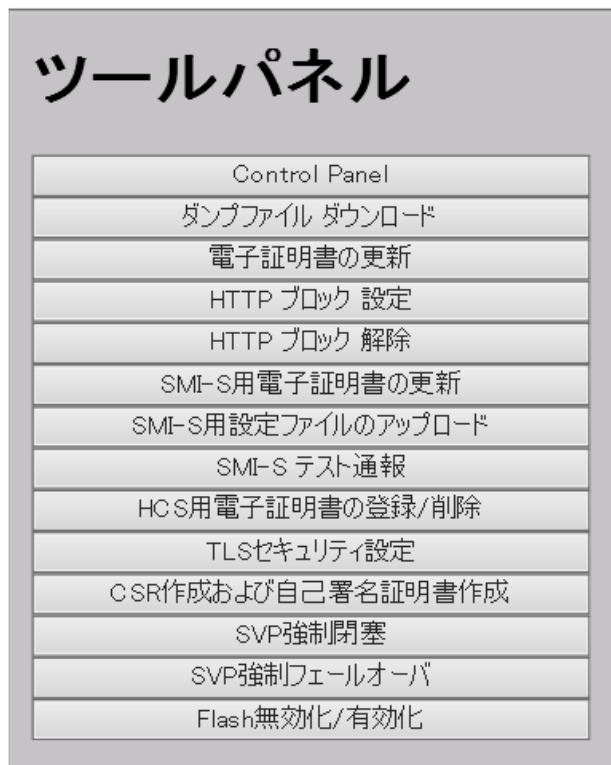 ツールパネル
Control Panel
ダンプファイル ダウンロード
電子証明書の更新
HTTP ブロック 設定
HTTP ブロック 解除
SMI-S用電子証明書の更新
SMI-S用設定ファイルのアップロード
SMI-S テスト通報
HCS用電子証明書の登録/削除
TLSセキュリティ設定
CSR作成および自己署名証明書作成
SVP強制閉塞
SVP強制フェールオーバ
Flash無効化/有効化